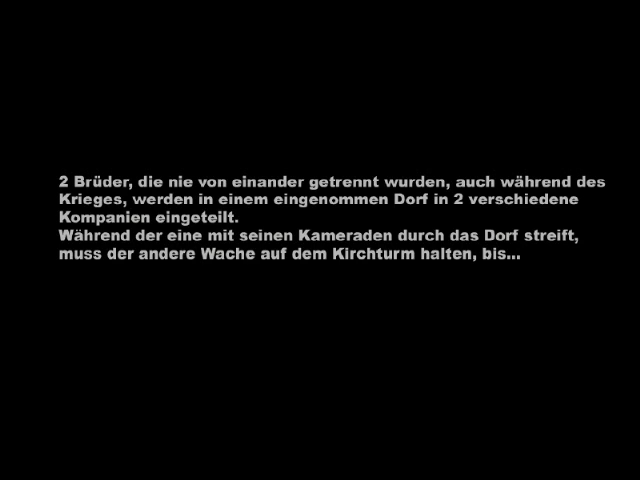 2 Brüder, die nie von einander getrennt wurden, auch während des
Krieges, werden in einem eingenommen Dorf in 2 verschiedene
Kompanien eingeteilt.
Während der eine mit seinen Kameraden durch das Dorf streift,
muss der andere Wache auf dem Kirchturm halten, bis...